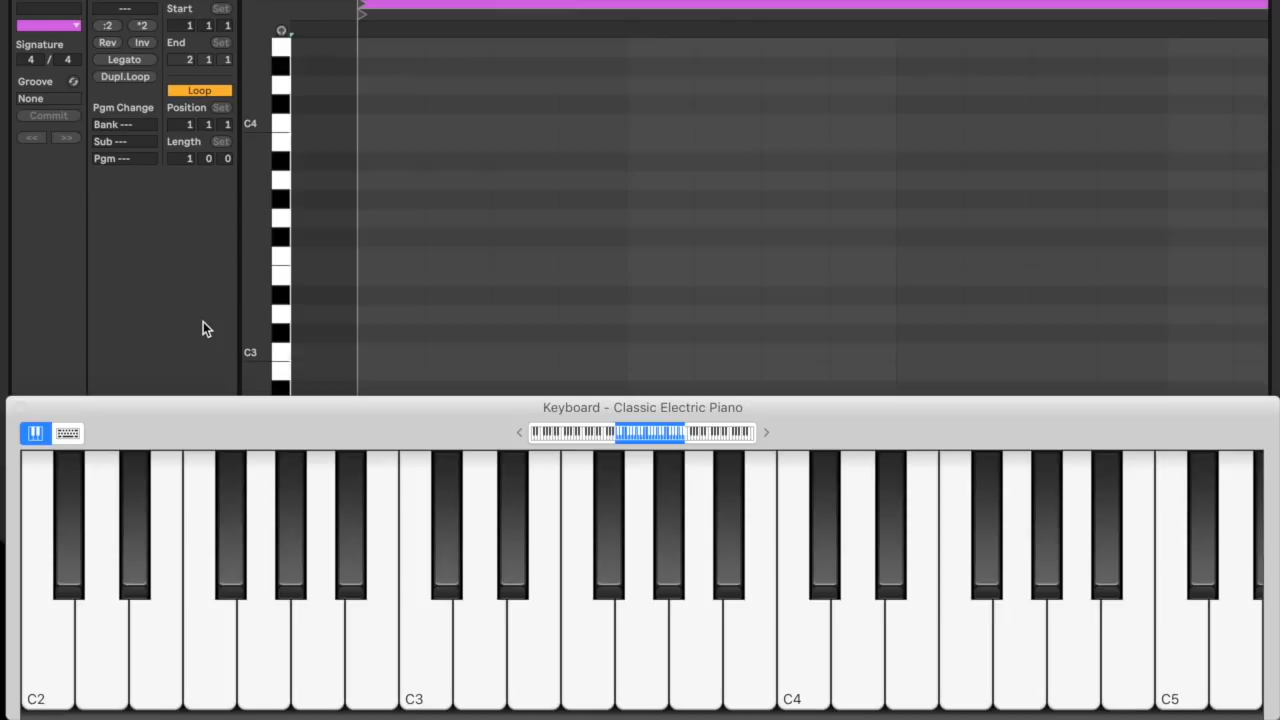 --- Start Set
:2 *2 1 1 1
Signature Rev Inv End Set
4 / 4 Legato 2 1 1
Groove Dupl.Loop
None Loop
Commit Pgm Change Position Set
<< >> Bank --- 1 1 1
Sub --- Length Set
Pgm --- 1 0 0
C4
C3
Keyboard - Classic Electric Piano
C2 C3 C4 C5